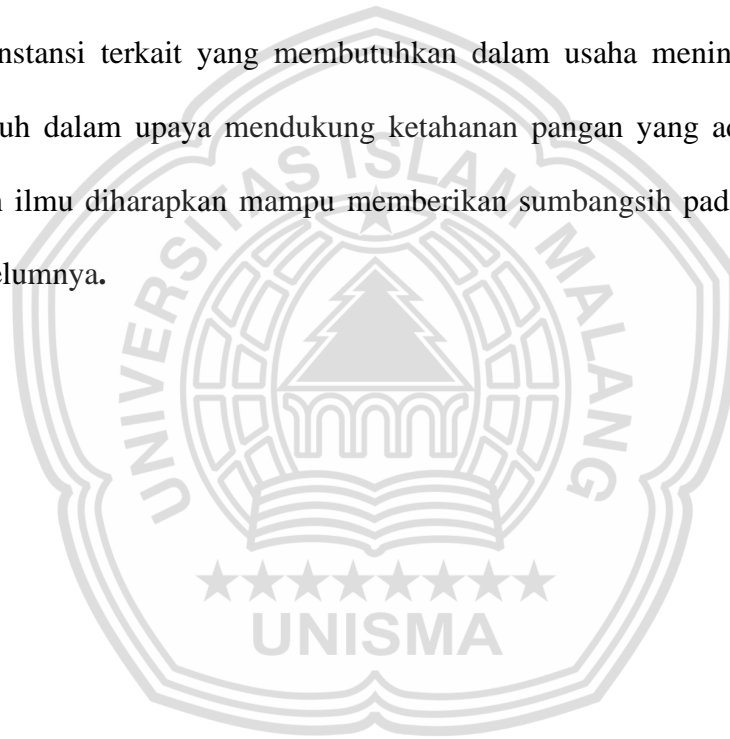 nstansi terkait yang membutuhkan dalam usaha menin
uh dalam upaya mendukung ketahanan pangan yang a
ilmu diharapkan mampu memberikan sumbangsih pad
elumnya.
UNIVERSITAS ISLAM MALANG
UNISMA